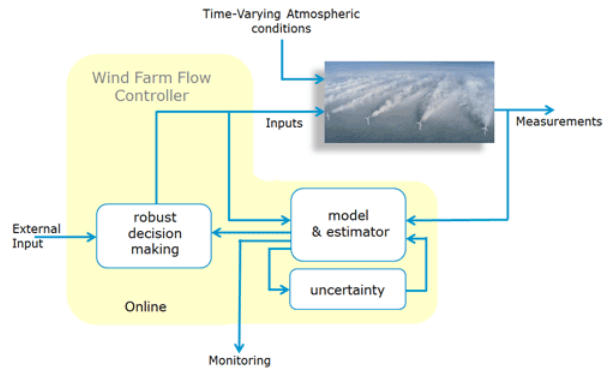 Time-Varying Atmospheric
conditions
Wind Farm Flow
Controller
Inputs
Measurements
External
Input
robust
decision
making
model
& estimator
uncertainty
Online
Monitoring